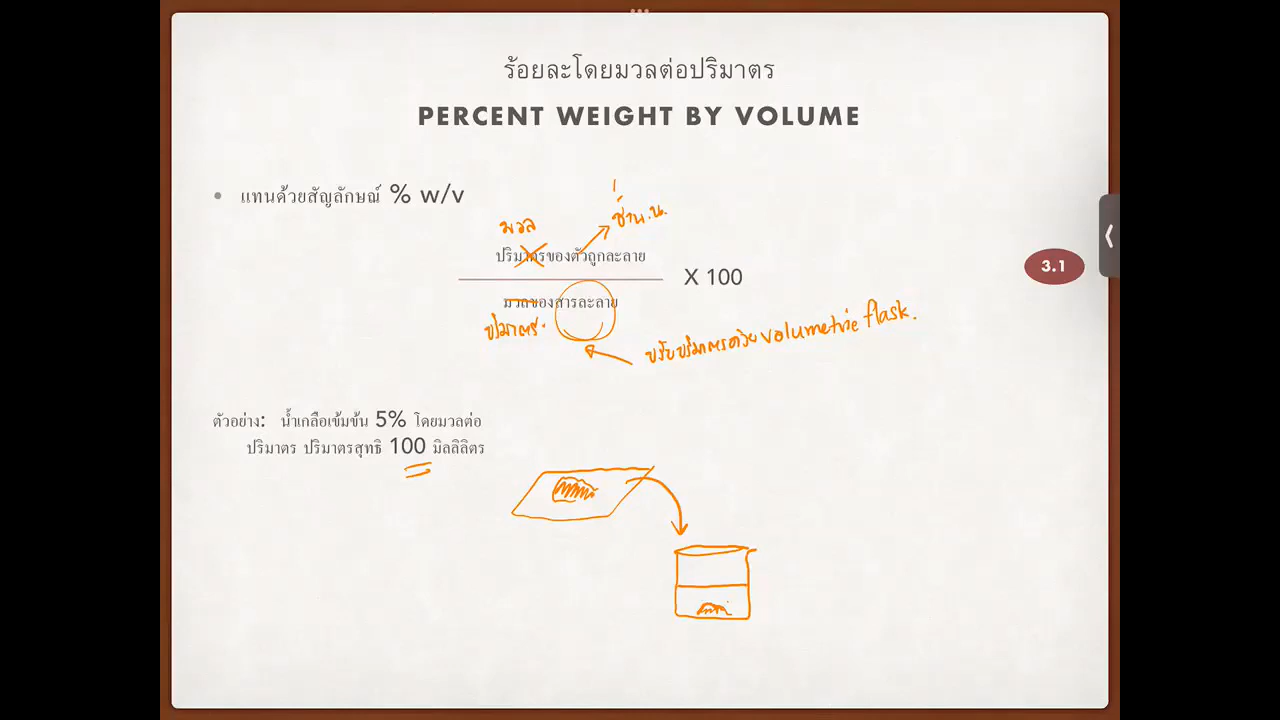 ร้อยละโดยมวลต่อปริมาตร
PERCENT WEIGHT BY VOLUME
• แทนด้วยสัญลักษณ์ % w/v
มวล
ชั่ง น.น.
ปริมาตรของตัวถูกละลาย
X 100
3.1
มวลของสารละลาย
ปริมาตร
ปรับปริมาตรด้วย volumetric flask.
ตัวอย่าง: น้ำเกลือเข้มข้น 5% โดยมวลต่อ
ปริมาตร ปริมาตรสุทธิ 100 มิลลิลิตร